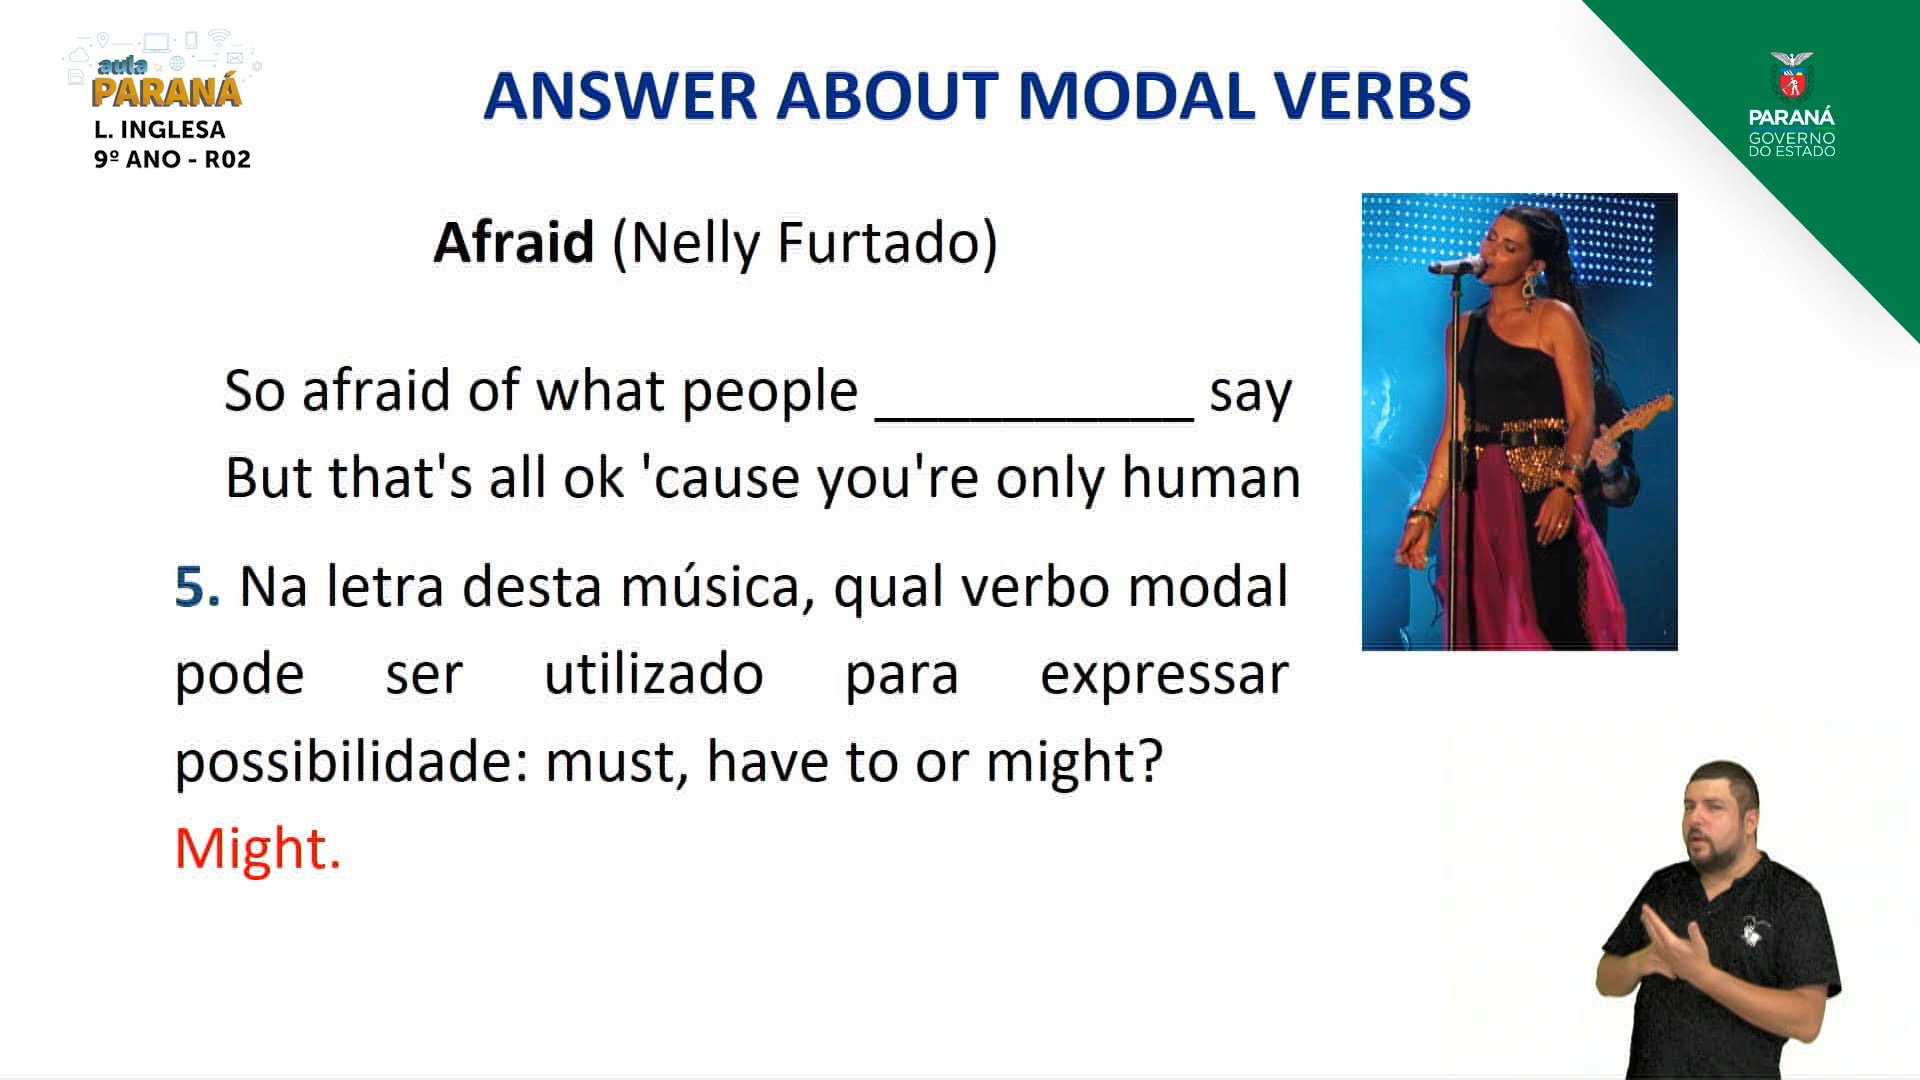 aula
PARANÁ
L. INGLESA
9º ANO - R02
ANSWER ABOUT MODAL VERBS
PARANÁ
GOVERNO
DO ESTADO
Afraid (Nelly Furtado)
So afraid of what people __________ say
But that's all ok 'cause you're only human
5. Na letra desta música, qual verbo modal
pode ser utilizado para expressar
possibilidade: must, have to or might?
Might.